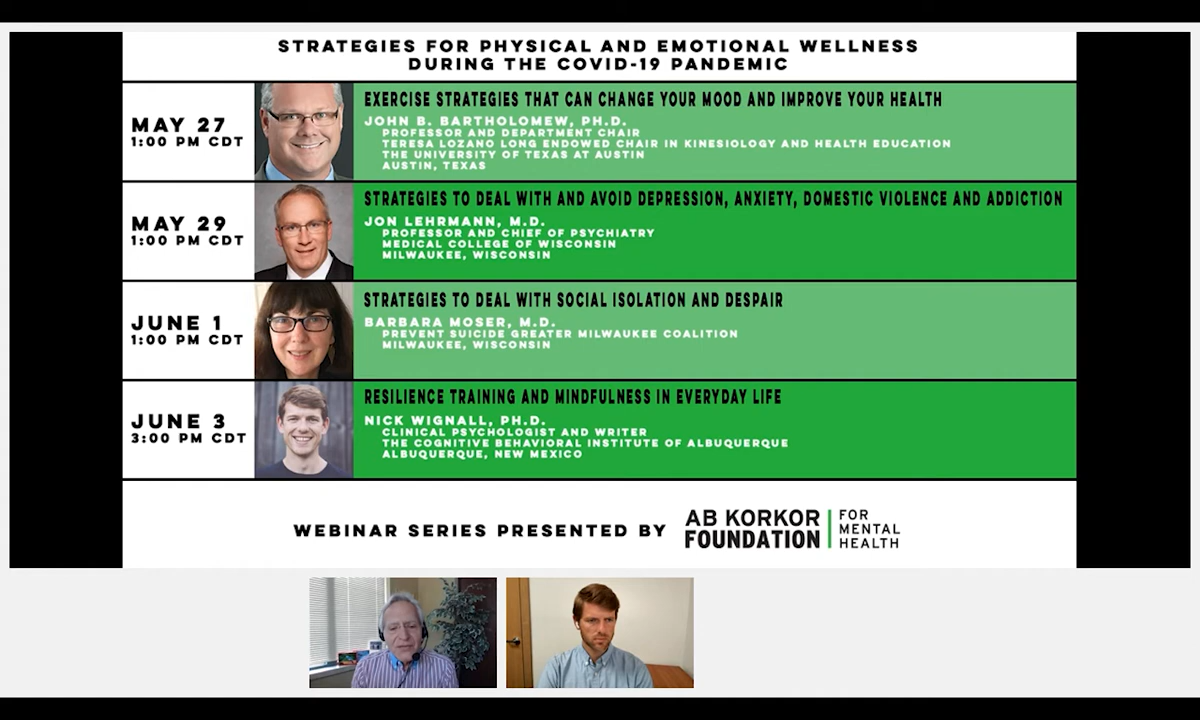 STRATEGIES FOR PHYSICAL AND EMOTIONAL WELLNESS
DURING THE COVID-19 PANDEMIC
MAY 27
1:00 PM CDT
EXERCISE STRATEGIES THAT CAN CHANGE YOUR MOOD AND IMPROVE YOUR HEALTH
JOHN B. BARTHOLOMEW, PH.D.
PROFESSOR AND DEPARTMENT CHAIR
TERESA LOZANO LONG ENDOWED CHAIR IN KINESIOLOGY AND HEALTH EDUCATION
THE UNIVERSITY OF TEXAS AT AUSTIN
AUSTIN, TEXAS
MAY 29
1:00 PM CDT
STRATEGIES TO DEAL WITH AND AVOID DEPRESSION, ANXIETY, DOMESTIC VIOLENCE AND ADDICTION
JON LEHRMANN, M.D.
PROFESSOR AND CHIEF OF PSYCHIATRY
MEDICAL COLLEGE OF WISCONSIN
MILWAUKEE, WISCONSIN
JUNE 1
1:00 PM CDT
STRATEGIES TO DEAL WITH SOCIAL ISOLATION AND DESPAIR
BARBARA MOSER, M.D.
PREVENT SUICIDE GREATER MILWAUKEE COALITION
MILWAUKEE, WISCONSIN
JUNE 3
3:00 PM CDT
RESILIENCE TRAINING AND MINDFULNESS IN EVERYDAY LIFE
NICK WIGNALL, PH.D.
CLINICAL PSYCHOLOGIST AND WRITER
THE COGNITIVE BEHAVIORAL INSTITUTE OF ALBUQUERQUE
ALBUQUERQUE, NEW MEXICO
WEBINAR SERIES PRESENTED BY
AB KORKOR
FOUNDATION
FOR
MENTAL
HEALTH